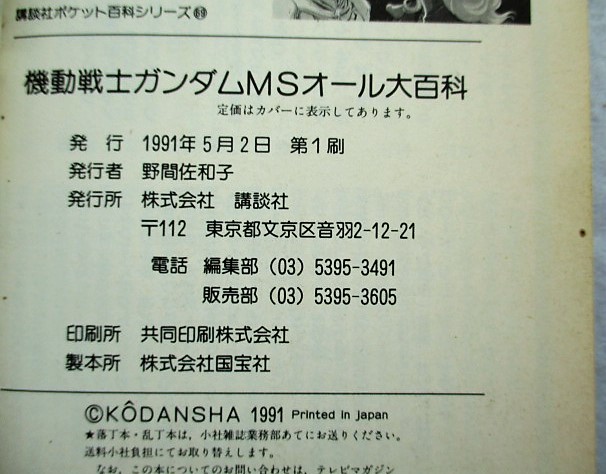 講談社ポケット百科シリーズ69
機動戦士ガンダムMSオール大百科
定価はカバーに表示してあります。
発 行 1991年5月2日 第1刷
発行者 野間佐和子
発行所 株式会社 講談社
〒112 東京都文京区音羽2-12-21
電話 編集部(03)5395-3491
販売部(03)5395-3605
印刷所 共同印刷株式会社
製本所 株式会社国宝社
©KÔDANSHA 1991 Printed in japan
★落丁本・乱丁本は、小社雑誌業務部あてにお送りください。
送料小社負担にてお取り替えします。
なお、この本についてのお問い合わせは、テレビマガジン